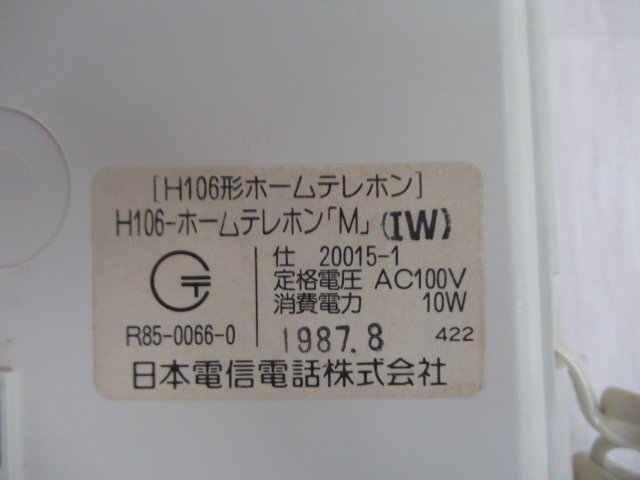 [H106形ホームテレホン]
H106-ホームテレホン「M」(IW)
仕 20015-1
定格電圧 AC100V
消費電力 10W
R85-0066-0
1987.8 422
日本電信電話株式会社